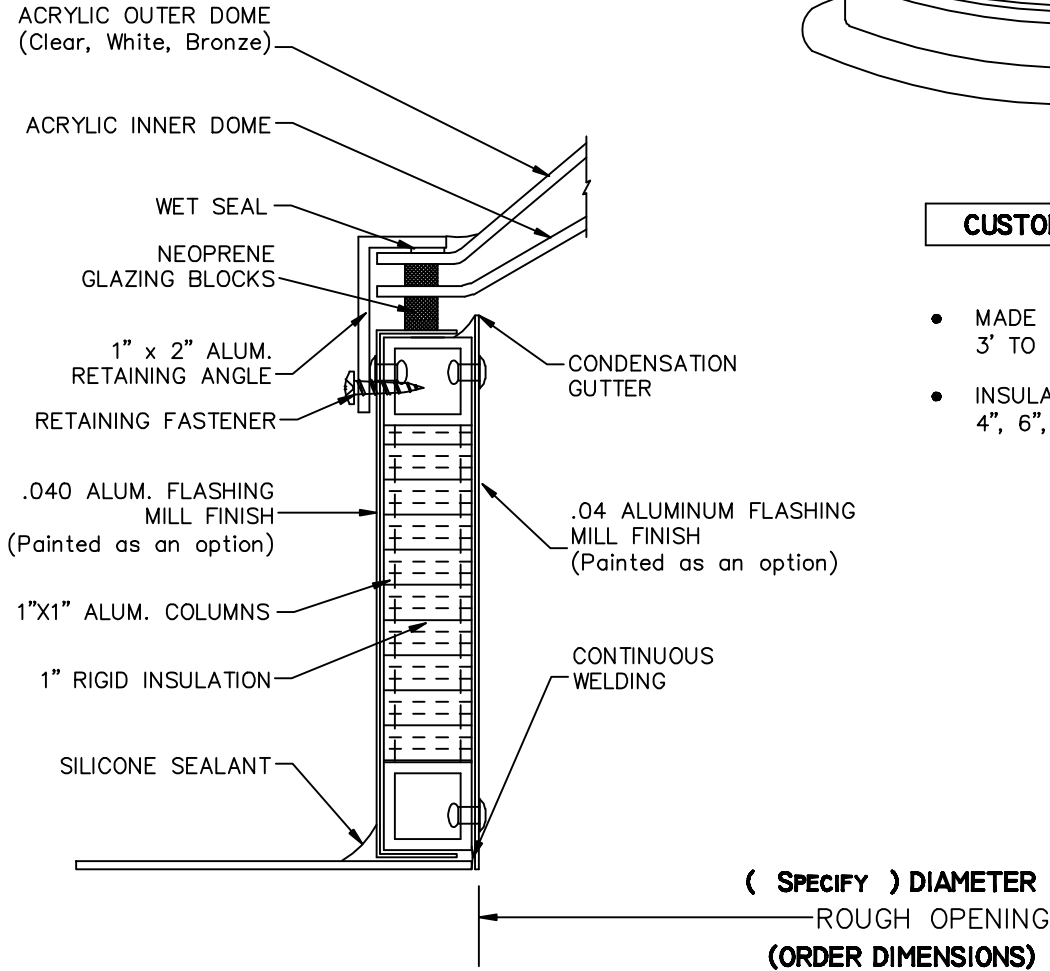 ACRYLIC OUTER DOME
(Clear, White, Bronze)
ACRYLIC INNER DOME
WET SEAL
NEOPRENE
GLAZING BLOCKS
1” x 2” ALUM.
RETAINING ANGLE
RETAINING FASTENER
.040 ALUM. FLASHING
MILL FINISH
(Painted as an option)
1”X1” ALUM. COLUMNS
1” RIGID INSULATION
SILICONE SEALANT
CONDENSATION
GUTTER
.04 ALUMINUM FLASHING
MILL FINISH
(Painted as an option)
CONTINUOUS
WELDING
( SPECIFY ) DIAMETER
ROUGH OPENING
(ORDER DIMENSIONS)
• MADE
3’ TO
•
4”, 6”,